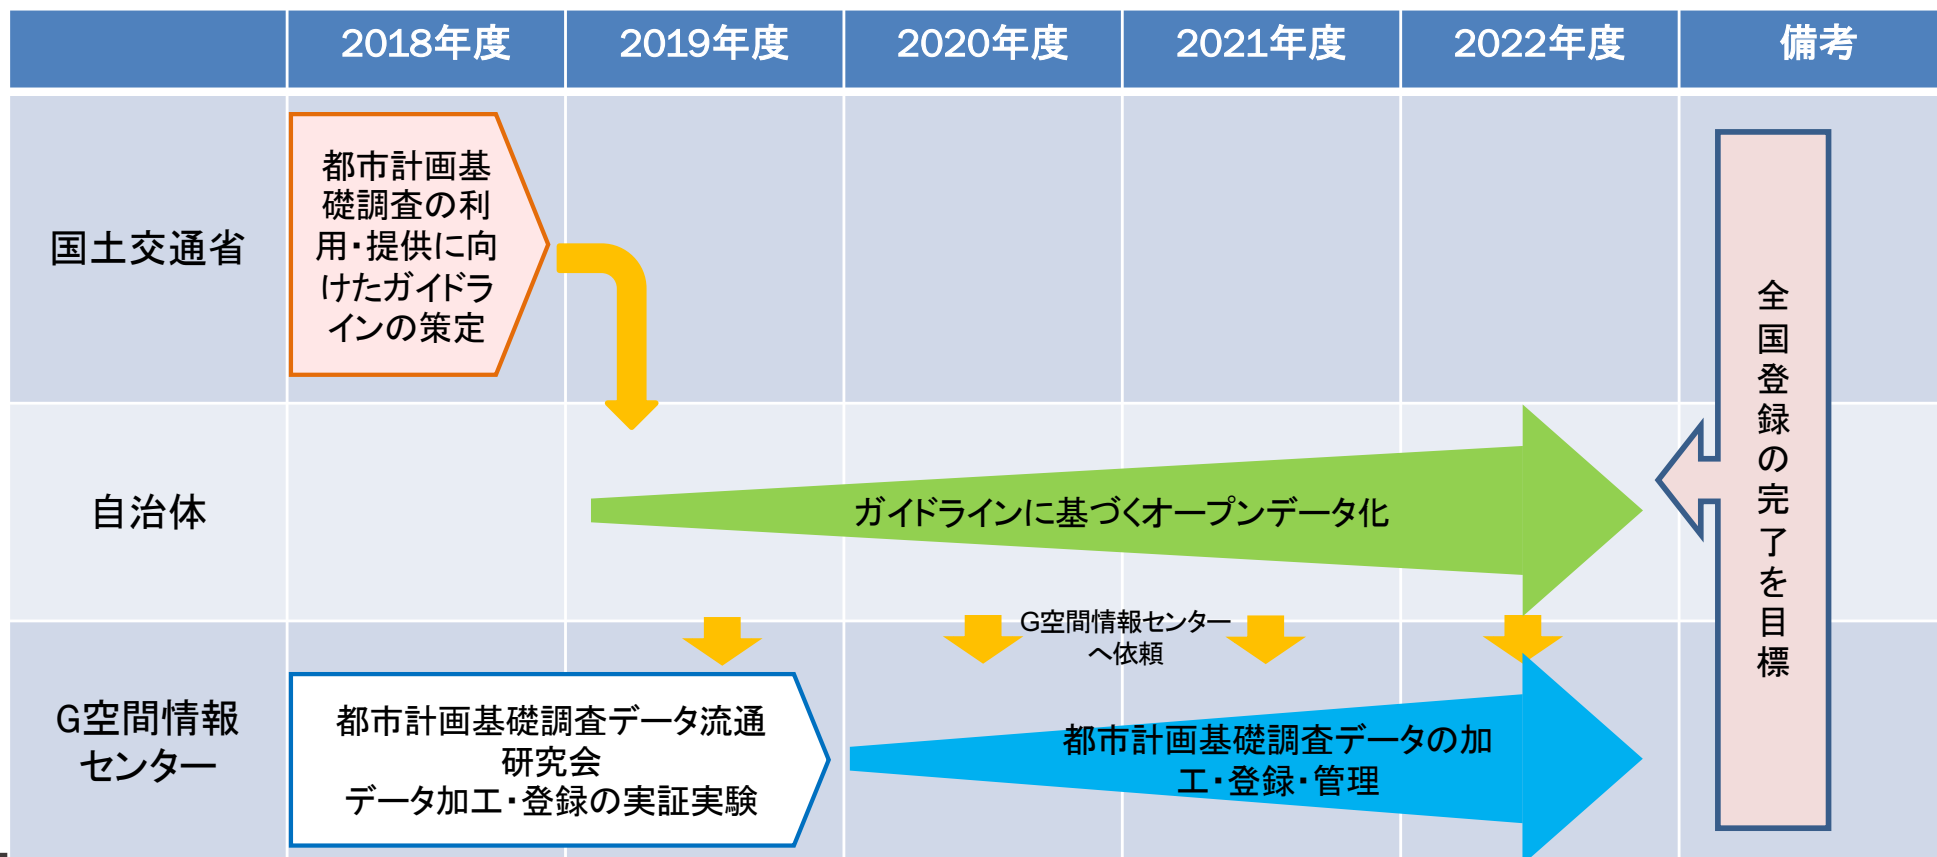 2018年度
2019年度
2020年度
2021年度
2022年度
備考
国土交通省
都市計画基
礎調査の利
用・提供に向
けたガイドラ
インの策定
自治体
ガイドラインに基づくオープンデータ化
G空間情報センター
へ依頼
G空間情報
センター
都市計画基礎調査データ流通
研究会
データ加工・登録の実証実験
都市計画基礎調査データの加
工・登録・管理
全国登録の完了を目標